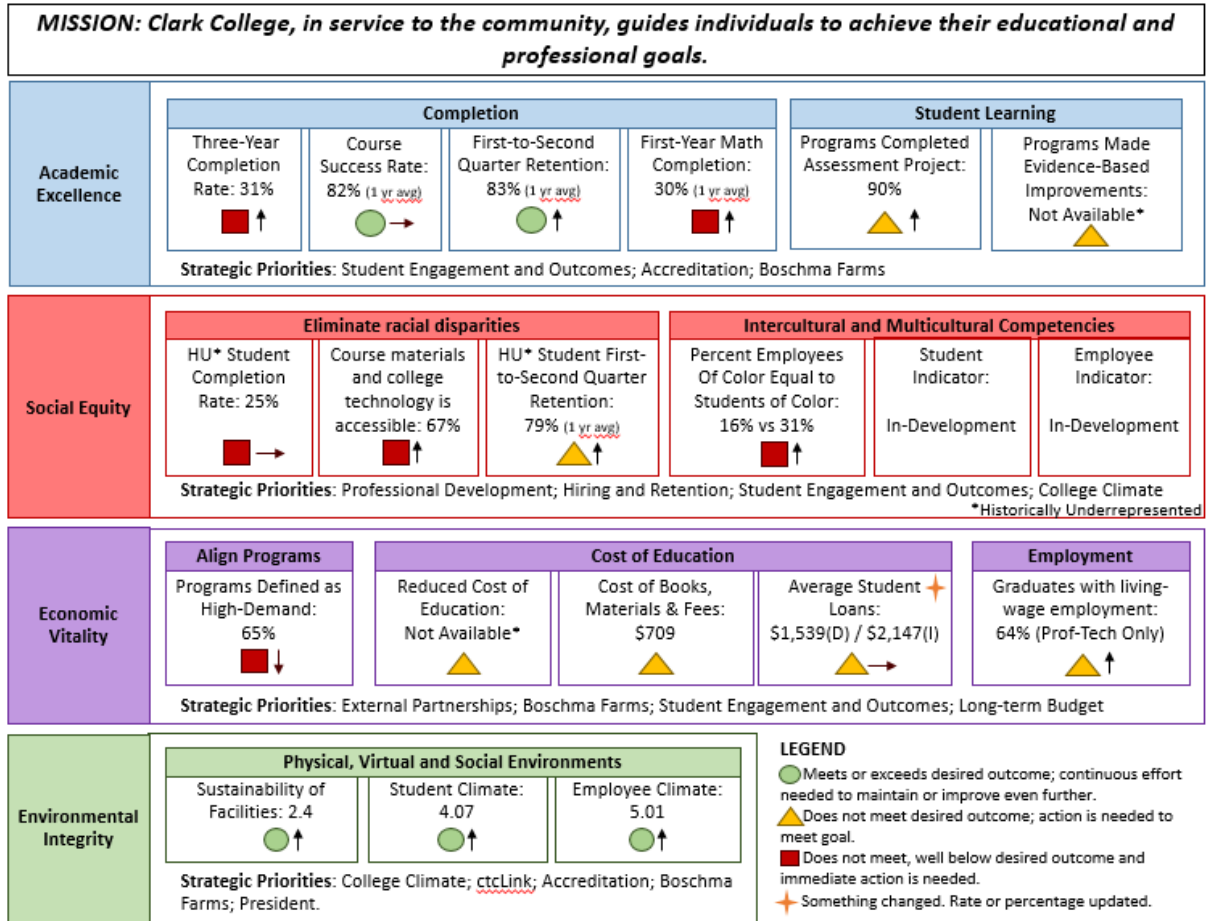 MISSION: Clark College, in service to the community, guides individuals to achieve their educational and
professional goals.
Academic
Excellence
Completion
Three-Year
Completion
Rate: 31%
Course
Success Rate:
82% (1 yr avg)
First-to-Second
Quarter Retention:
83% (1 yr avg)
First-Year Math
Completion:
30% (1 yr avg)
Student Learning
Programs Completed
Assessment Project:
90%
Programs Made
Evidence-Based
Improvements:
Not Available*
Strategic Priorities: Student Engagement and Outcomes; Accreditation; Boschma Farms
Social Equity
Eliminate racial disparities
HU* Student
Completion
Rate: 25%
Course materials
and college
technology is
accessible: 67%
HU* Student First-
to-Second Quarter
Retention:
79% (1 yr avg)
Intercultural and Multicultural Competencies
Percent Employees
Of Color Equal to
Students of Color:
16% vs 31%
Student
Indicator:
In-Development
Employee
Indicator:
In-Development
Strategic Priorities: Professional Development; Hiring and Retention; Student Engagement and Outcomes; College Climate
*Historically Underrepresented
Economic
Vitality
Align Programs
Programs Defined as
High-Demand:
65%
Cost of Education
Reduced Cost of
Education:
Not Available*
Cost of Books,
Materials & Fees:
$709
Average Student
Loans:
$1,539(D) / $2,147(I)
Employment
Graduates with living-
wage employment:
64% (Prof-Tech Only)
Strategic Priorities: External Partnerships; Boschma Farms; Student Engagement and Outcomes; Long-term Budget
Environmental
Integrity
Physical, Virtual and Social Environments
Sustainability of
Facilities: 2.4
Student Climate:
4.07
Employee Climate:
5.01
Strategic Priorities: College Climate; ctcLink; Accreditation; Boschma
Farms; President.
LEGEND
Meets or exceeds desired outcome; continuous effort
needed to maintain or improve even further.
Does not meet desired outcome; action is needed to
meet goal.
Does not meet, well below desired outcome and
immediate action is needed.
Something changed. Rate or percentage updated.